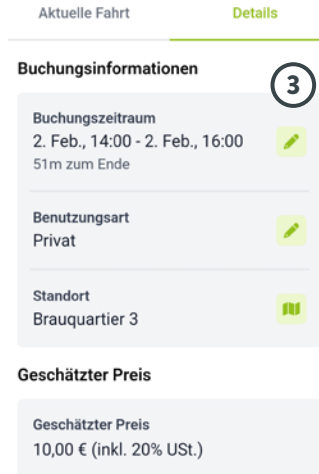 Aktuelle Fahrt Details
Buchungsinformationen
3
Buchungszeitraum
2. Feb., 14:00 - 2. Feb., 16:00
51m zum Ende
Benutzungsart
Privat
Standort
Brauquartier 3
Geschätzter Preis
Geschätzter Preis
10,00 € (inkl. 20% USt.)